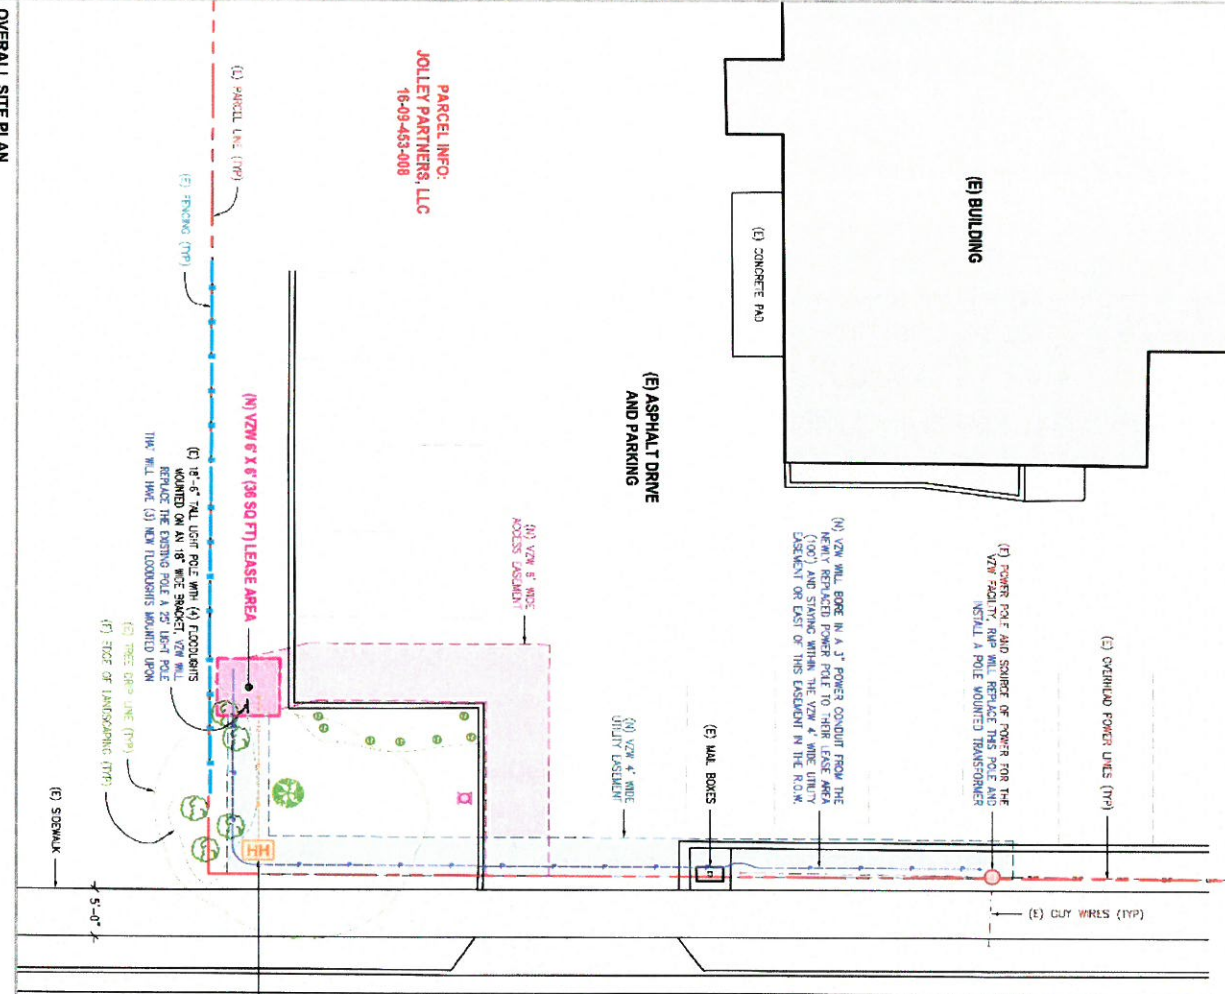 OVERALL SITE PLAN
PARCEL INFO:
JOLLEY PARTNERS, LLC
16-09-453-008
(E) PARCEL LINE (TYP)
(E) FENCING (TYP)
(E) BUILDING
(E) CONCRETE PAD
(E) ASPHALT DRIVE
AND PARKING
(N) VZW 6' X 6' (36 SQ FT) LEASE AREA
(E) 18'-6" TALL LIGHT POLE WITH (4) FLOODLIGHTS
MOUNTED ON AN 18" WIDE BRACKET, VZW WILL
REPLACE THE EXISTING POLE A 25' LIGHT POLE
THAT WILL HAVE (3) NEW FLOODLIGHTS MOUNTED UPON
(E) TREE DRIP LINE (TYP)
(E) EDGE OF LANDSCAPING (TYP)
(N) VZW 8' WIDE
ACCESS EASEMENT
(N) VZW WILL BORE IN A 3" POWER CONDUIT FROM THE
NEWLY REPLACED POWER POLE TO THEIR LEASE AREA
(100') AND STAYING WITHIN THE VZW 4' WIDE UTILITY
EASEMENT OR EAST OF THIS EASEMENT IN THE R.O.W.
(E) POWER POLE AND SOURCE OF POWER FOR THE
VZW FACILITY, RMP WILL REPLACE THIS POLE AND
INSTALL A POLE MOUNTED TRANSFORMER
(E) OVERHEAD POWER LINES (TYP)
(N) VZW 4' WIDE
UTILITY EASEMENT
(E) MAIL BOXES
(E) SIDEWALK
HH
5'-0"
(E) GUY WIRES (TYP)